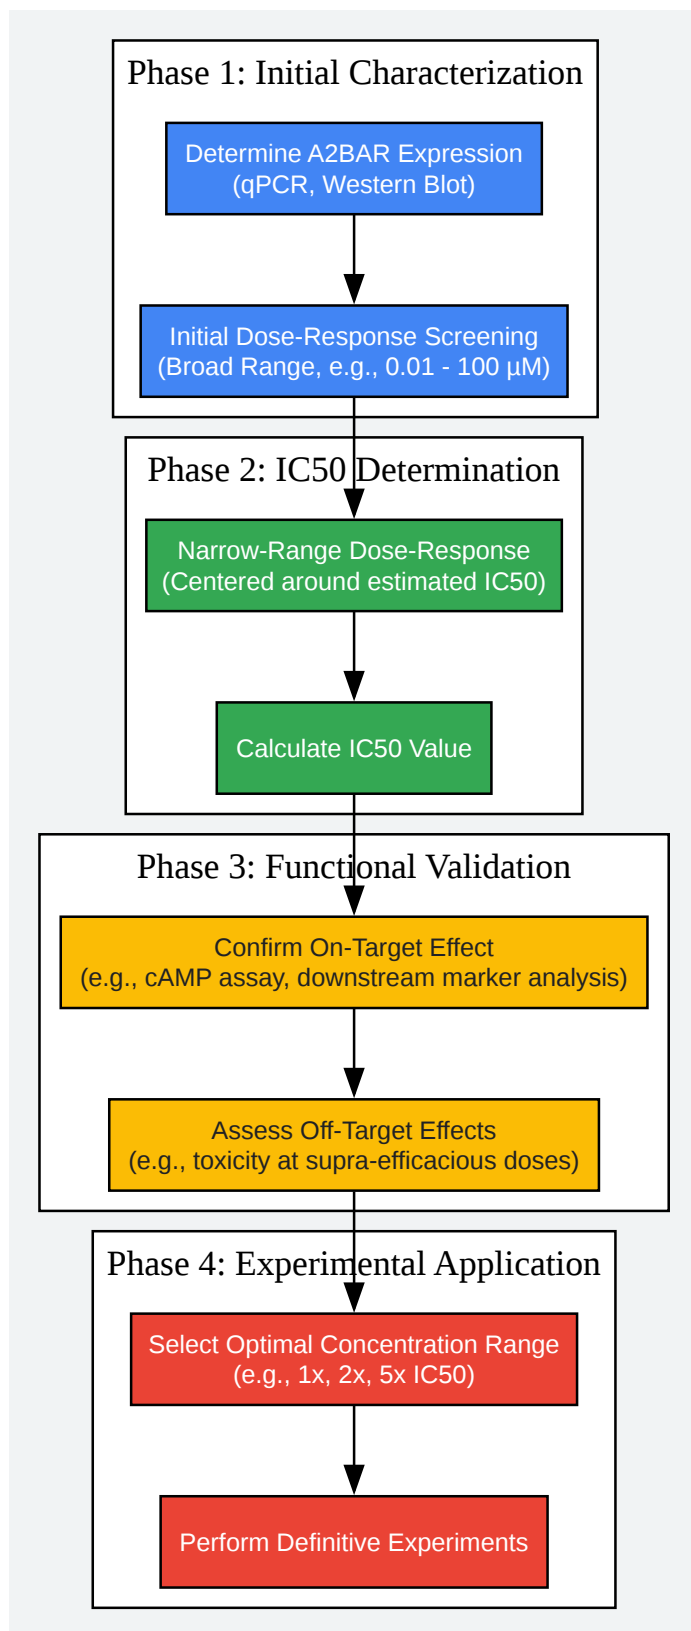 Phase 1: Initial Characterization
Determine A2BAR Expression
(qPCR, Western Blot)
Initial Dose-Response Screening
(Broad Range, e.g., 0.01 - 100 µM)
Phase 2: IC50 Determination
Narrow-Range Dose-Response
(Centered around estimated IC50)
Calculate IC50 Value
Phase 3: Functional Validation
Confirm On-Target Effect
(e.g., cAMP assay, downstream marker analysis)
Assess Off-Target Effects
(e.g., toxicity at supra-efficacious doses)
Phase 4: Experimental Application
Select Optimal Concentration Range
(e.g., 1x, 2x, 5x IC50)
Perform Definitive Experiments